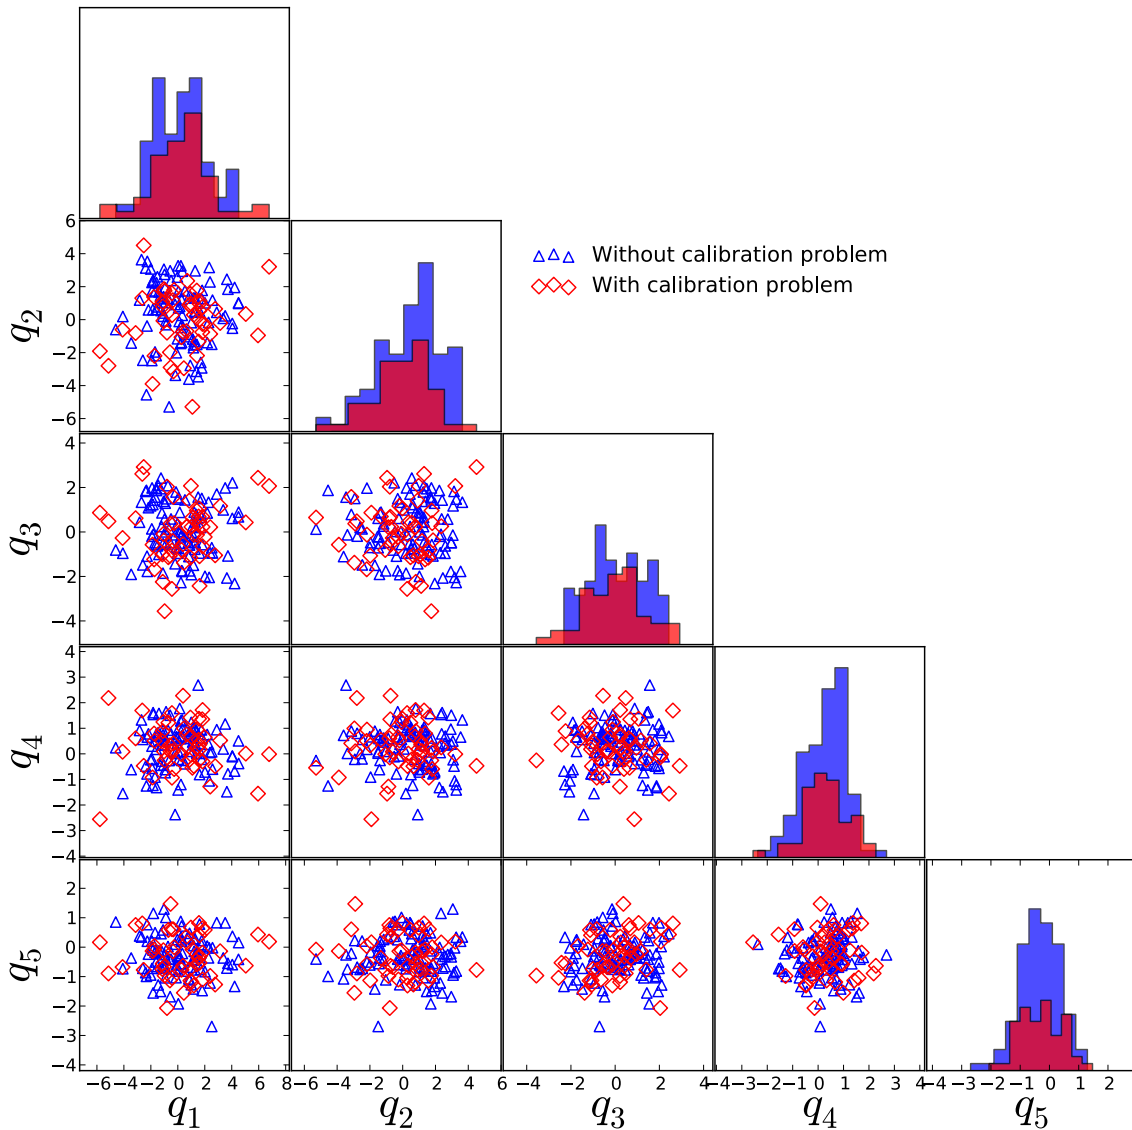 6
4
2
0
−2
−4
−6
q2
Without calibration problem
With calibration problem
4
2
0
−2
−4
q3
4
3
2
1
0
−1
−2
−3
−4
q4
2
1
0
−1
−2
−3
−4
q5
−6 −4 −2 0 2 4 6 8
−6 −4 −2 0 2 4 6
−4 −2 0 2 4
−4 −3 −2 −1 0 1 2 3 4
−4 −3 −2 −1 0 1 2
q1 q2 q3 q4 q5